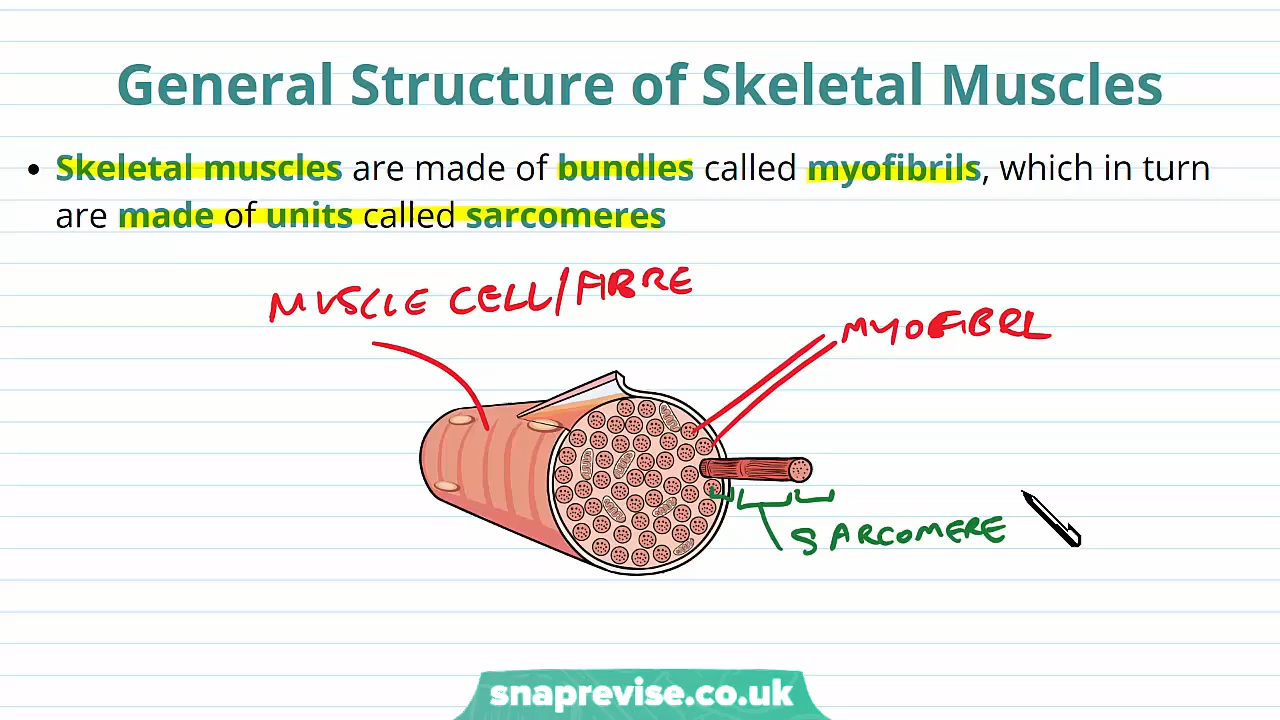 General Structure of Skeletal Muscles
• Skeletal muscles are made of bundles called myofibrils, which in turn
are made of units called sarcomeres
MUSCLE CELL/FIBRE
MYOFIBRL
SARCOMERE
snaprevise.co.uk